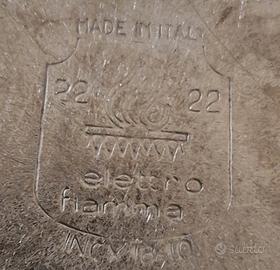 MADE IN ITALY
22 22
elettro
fiamma
INOX 18-10
subito